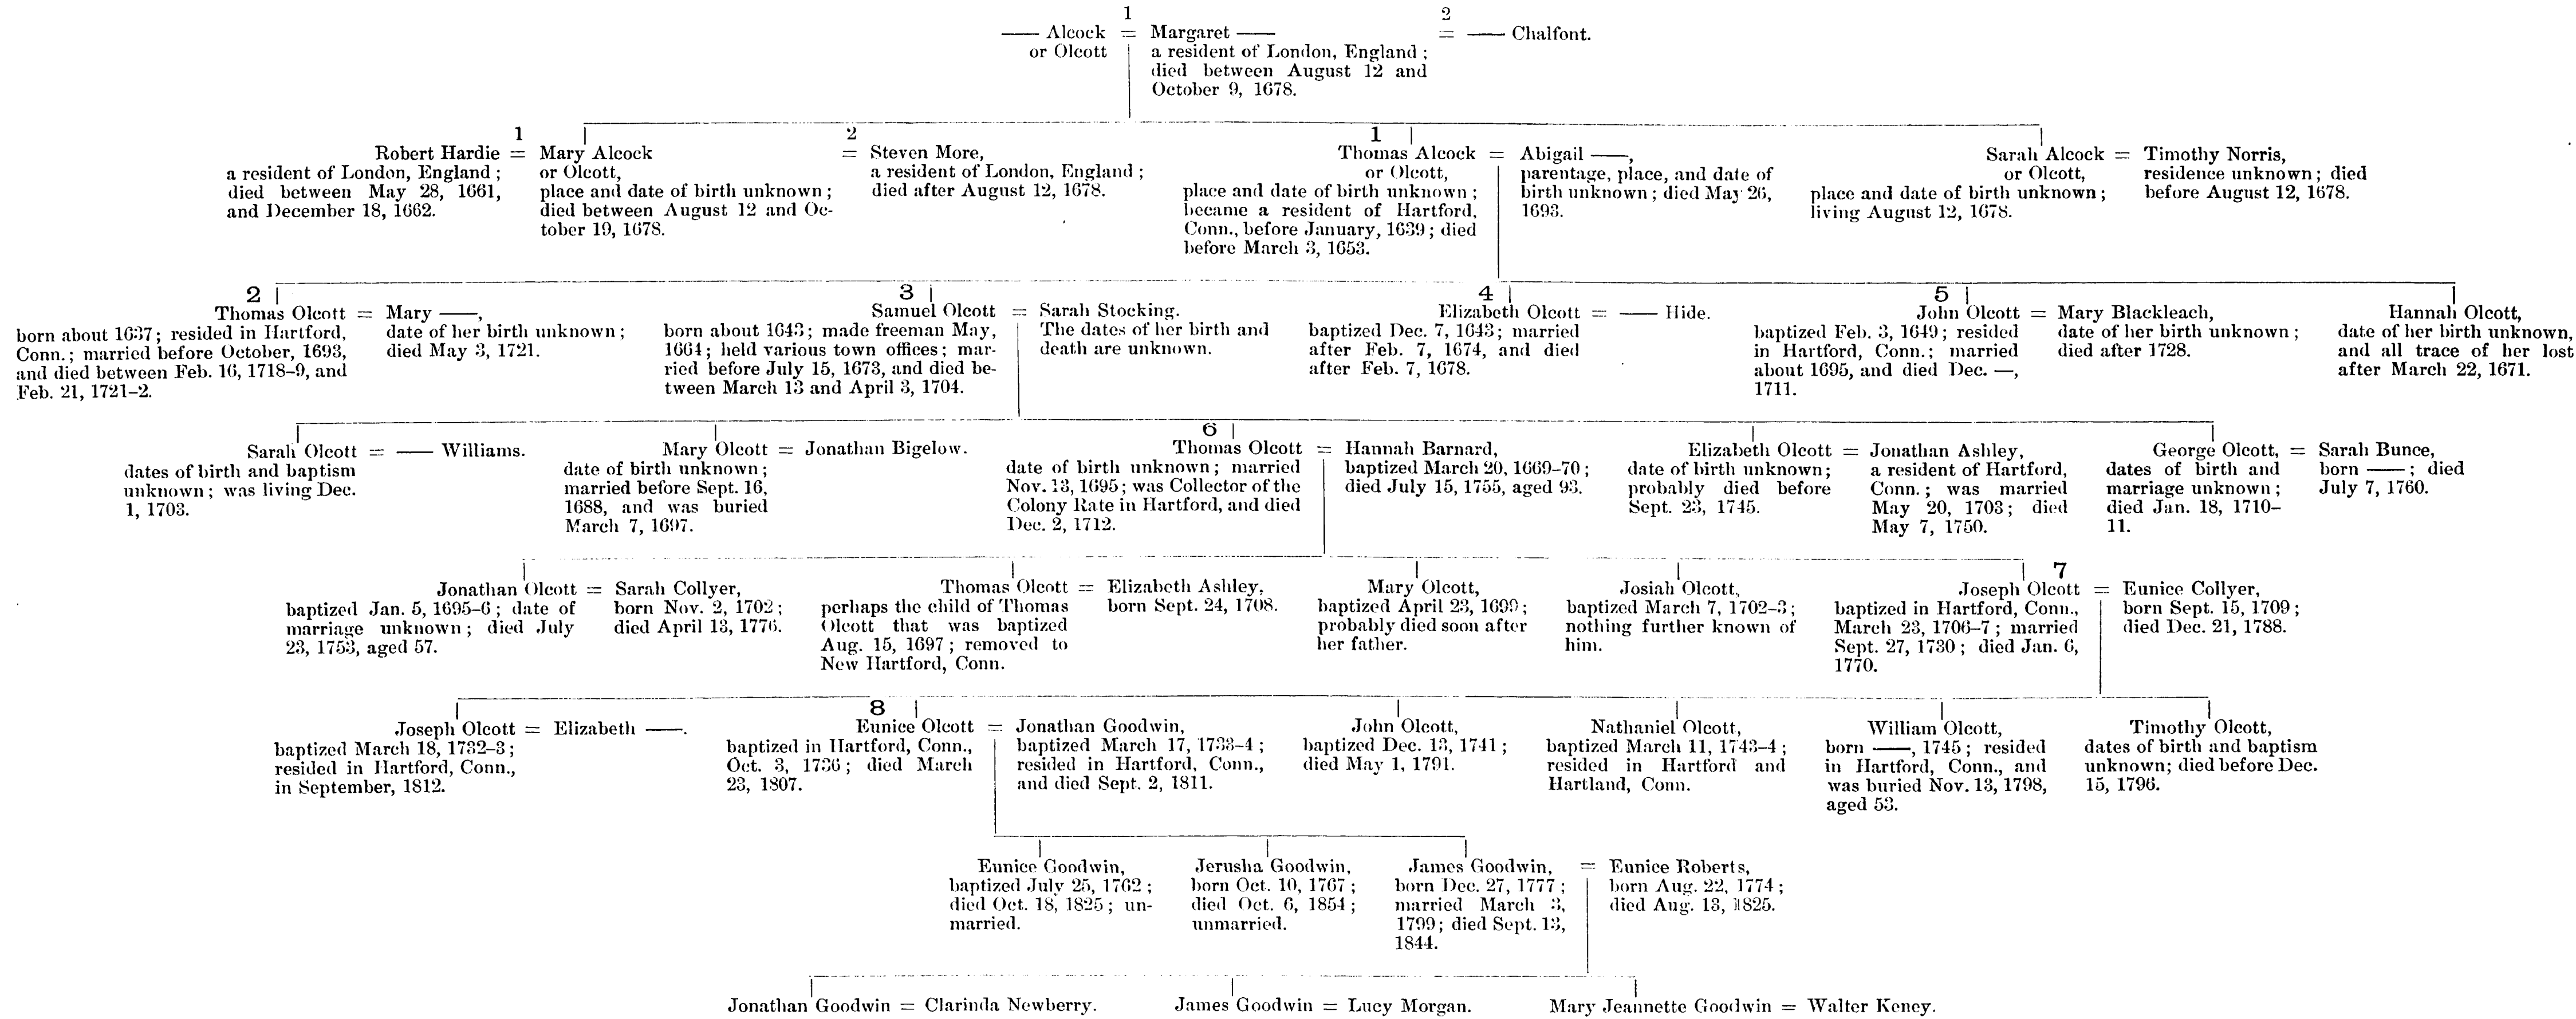 1 2
—— Alcock = Margaret —— = —— Chalfont.
or Olcott
a resident of London, England ;
died between August 12 and
October 9, 1678.
1 2 1
Robert Hardie = Mary Alcock = Steven More,
a resident of London, England ;
died between May 28, 1661,
and December 18, 1662.
or Olcott,
place and date of birth unknown ;
died between August 12 and Oc-
tober 19, 1678.
a resident of London, England ;
died after August 12, 1678.
Thomas Alcock = Abigail ——,
or Olcott,
place and date of birth unknown ;
became a resident of Hartford,
Conn., before January, 1639 ; died
before March 3, 1653.
parentage, place, and date of
birth unknown ; died May 26,
1693.
Sarah Alcock = Timothy Norris,
or Olcott,
place and date of birth unknown ;
living August 12, 1678.
residence unknown ; died
before August 12, 1678.
2
Thomas Olcott = Mary ——,
born about 1637 ; resided in Hartford,
Conn. ; married before October, 1693,
and died between Feb. 16, 1718–9, and
Feb. 21, 1721–2.
date of her birth unknown ;
died May 3, 1721.
3
Samuel Olcott = Sarah Stocking.
born about 1643 ; made freeman May,
1664 ; held various town offices ; mar-
ried before July 15, 1673, and died be-
tween March 13 and April 3, 1704.
The dates of her birth and
death are unknown.
4
Elizabeth Olcott = —— Hide.
baptized Dec. 7, 1643 ; married
after Feb. 7, 1674, and died
after Feb. 7, 1678.
5
John Olcott = Mary Blackleach,
baptized Feb. 3, 1649 ; resided
in Hartford, Conn. ; married
about 1695, and died Dec. —,
1711.
date of her birth unknown ;
died after 1728.
Hannah Olcott,
date of her birth unknown,
and all trace of her lost
after March 22, 1671.
Sarah Olcott = —— Williams.
dates of birth and baptism
unknown ; was living Dec.
1, 1703.
Mary Olcott = Jonathan Bigelow.
date of birth unknown ;
married before Sept. 16,
1688, and was buried
March 7, 1697.
6
Thomas Olcott = Hannah Barnard,
date of birth unknown ; married
Nov. 13, 1695 ; was Collector of the
Colony Rate in Hartford, and died
Dec. 2, 1712.
baptized March 20, 1669–70 ;
died July 15, 1755, aged 93.
Elizabeth Olcott = Jonathan Ashley,
date of birth unknown ;
probably died before
Sept. 23, 1745.
a resident of Hartford,
Conn. ; was married
May 20, 1703 ; died
May 7, 1750.
George Olcott, = Sarah Bunce,
dates of birth and
marriage unknown ;
died Jan. 18, 1710–
11.
born —— ; died
July 7, 1760.
Jonathan Olcott = Sarah Collyer,
baptized Jan. 5, 1695–6 ; date of
marriage unknown ; died July
23, 1753, aged 57.
born Nov. 2, 1702 ;
died April 13, 1776.
Thomas Olcott = Elizabeth Ashley,
perhaps the child of Thomas
Olcott that was baptized
Aug. 15, 1697 ; removed to
New Hartford, Conn.
born Sept. 24, 1708.
Mary Olcott,
baptized April 23, 1699 ;
probably died soon after
her father.
Josiah Olcott,
baptized March 7, 1702–3 ;
nothing further known of
him.
7
Joseph Olcott = Eunice Collyer,
baptized in Hartford, Conn.,
March 23, 1706–7 ; married
Sept. 27, 1730 ; died Jan. 6,
1770.
born Sept. 15, 1709 ;
died Dec. 21, 1788.
Joseph Olcott = Elizabeth ——.
baptized March 18, 1732–3 ;
resided in Hartford, Conn.,
in September, 1812.
8
Eunice Olcott = Jonathan Goodwin,
baptized in Hartford, Conn.,
Oct. 3, 1736 ; died March
23, 1807.
baptized March 17, 1733–4 ;
resided in Hartford, Conn.,
and died Sept. 2, 1811.
John Olcott,
baptized Dec. 13, 1741 ;
died May 1, 1791.
Nathaniel Olcott,
baptized March 11, 1743–4 ;
resided in Hartford and
Hartland, Conn.
William Olcott,
born ——, 1745 ; resided
in Hartford, Conn., and
was buried Nov. 13, 1798,
aged 53.
Timothy Olcott,
dates of birth and baptism
unknown; died before Dec.
15, 1796.
Eunice Goodwin,
baptized July 25, 1762 ;
died Oct. 18, 1825 ; un-
married.
Jerusha Goodwin,
born Oct. 10, 1767 ;
died Oct. 6, 1854 ;
unmarried.
James Goodwin, = Eunice Roberts,
born Dec. 27, 1777 ;
married March 3,
1799 ; died Sept. 13,
1844.
born Aug. 22, 1774 ;
died Aug. 13, 1825.
Jonathan Goodwin = Clarinda Newberry.
James Goodwin = Lucy Morgan.
Mary Jeannette Goodwin = Walter Keney.